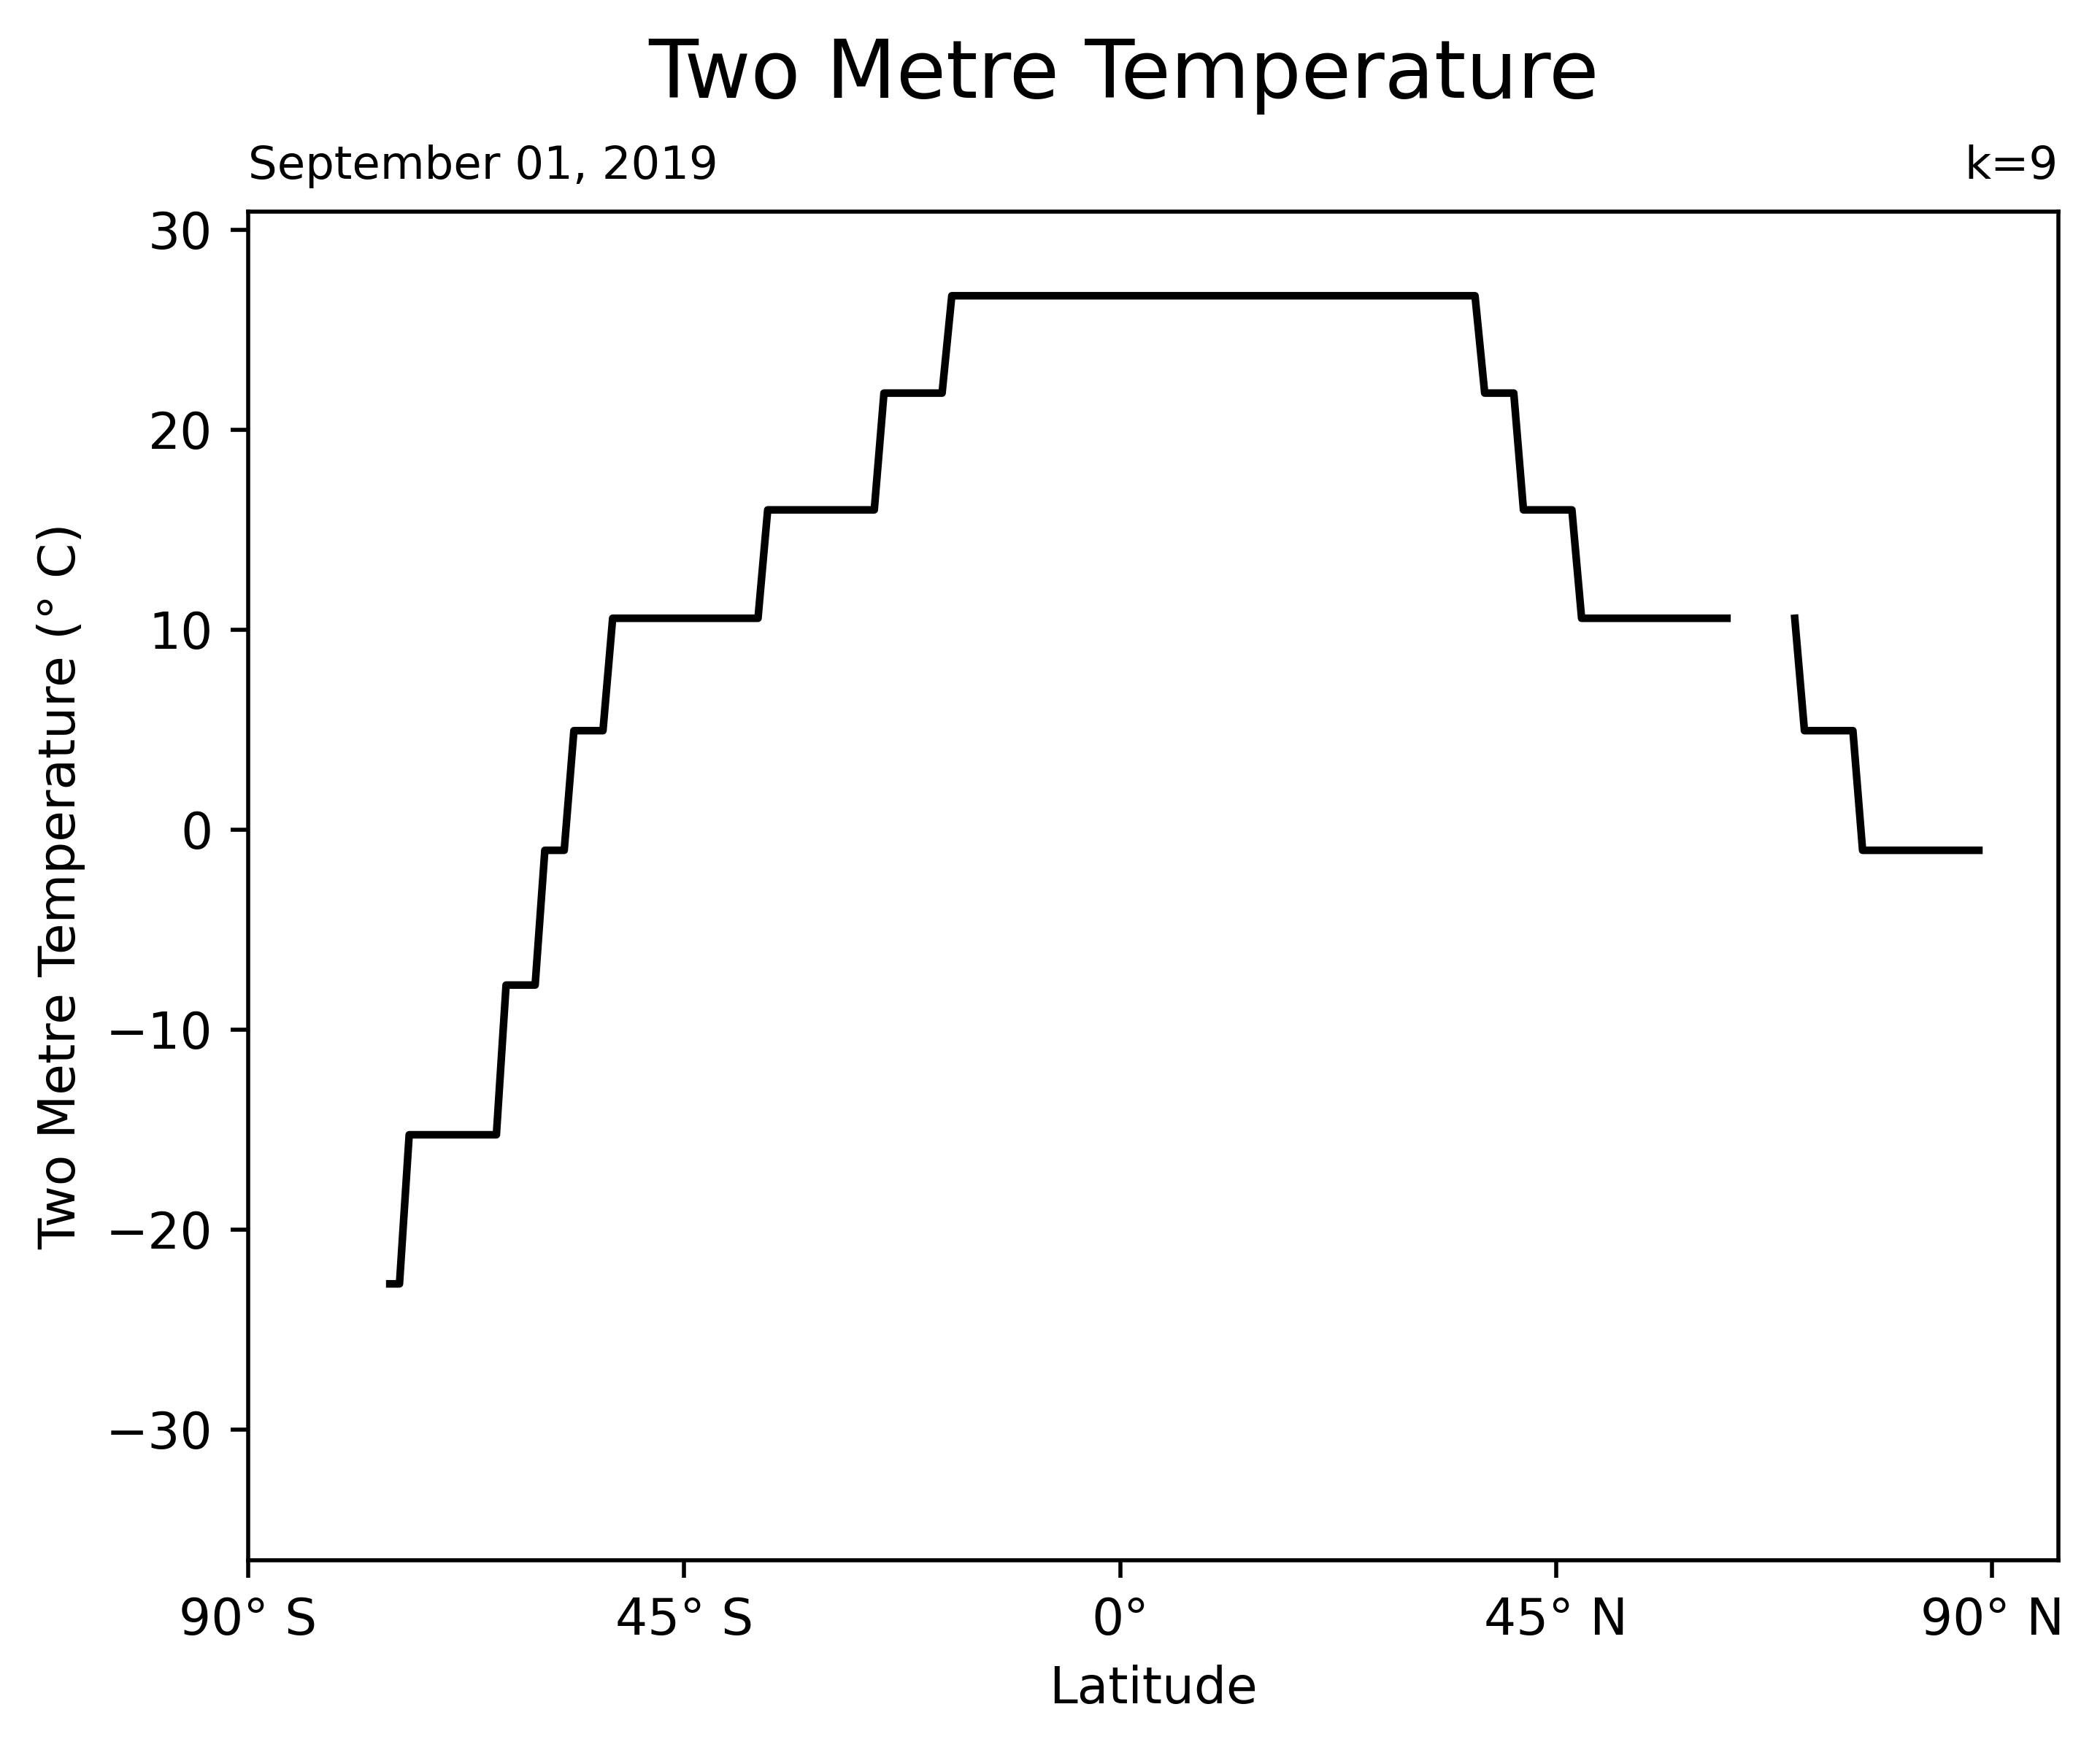 Two Metre Temperature
September 01, 2019
k=9
30
20
10
0
−10
−20
−30
Two Metre Temperature (° C)
90° S
45° S
0°
45° N
90° N
Latitude